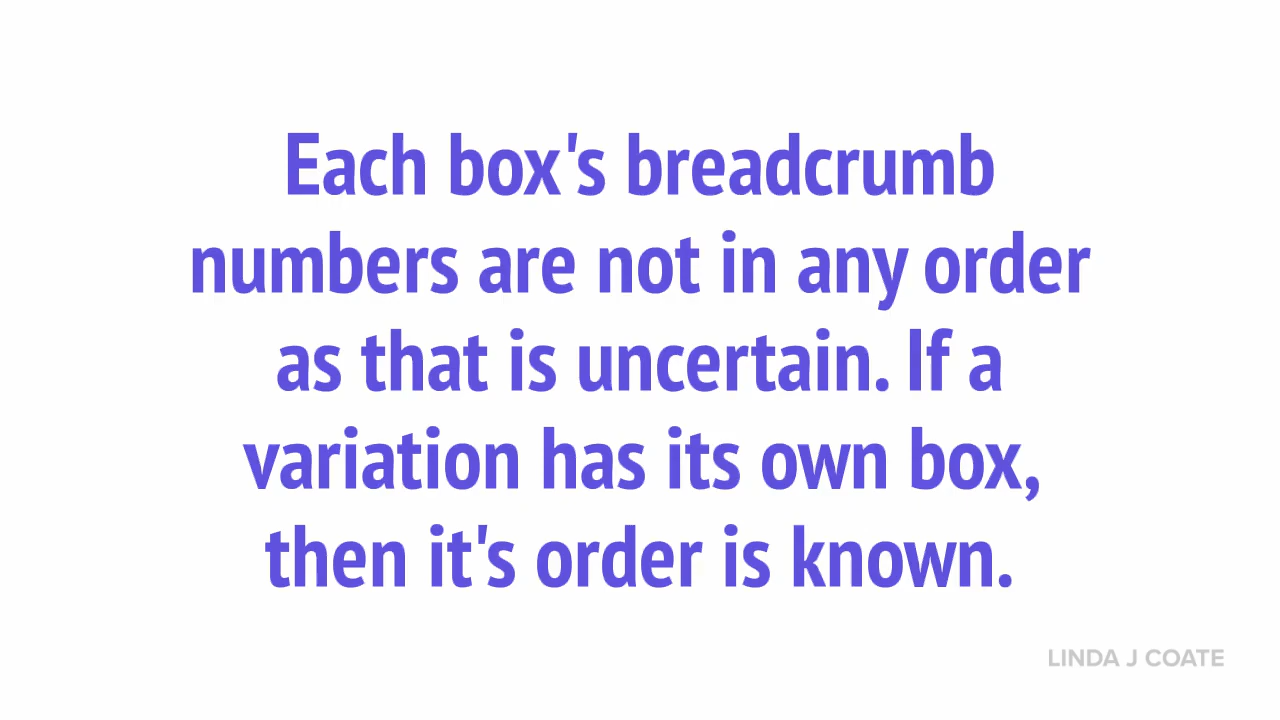 Each box's breadcrumb
numbers are not in any order
as that is uncertain. If a
variation has its own box,
then it's order is known.
LINDA J COATE